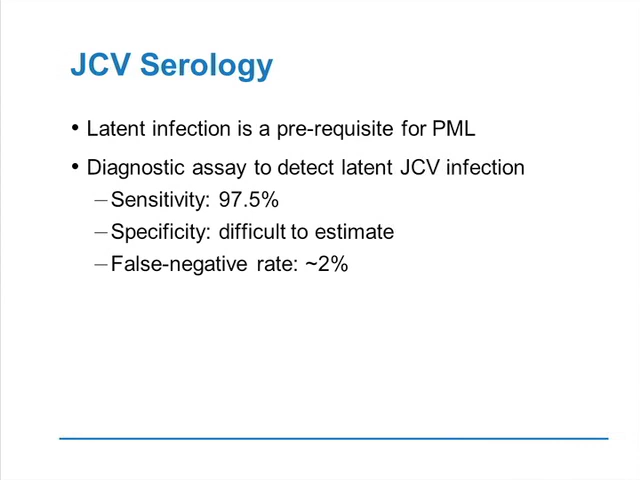 JCV Serology
• Latent infection is a pre-requisite for PML
• Diagnostic assay to detect latent JCV infection
–Sensitivity: 97.5%
–Specificity: difficult to estimate
–False-negative rate: ~2%